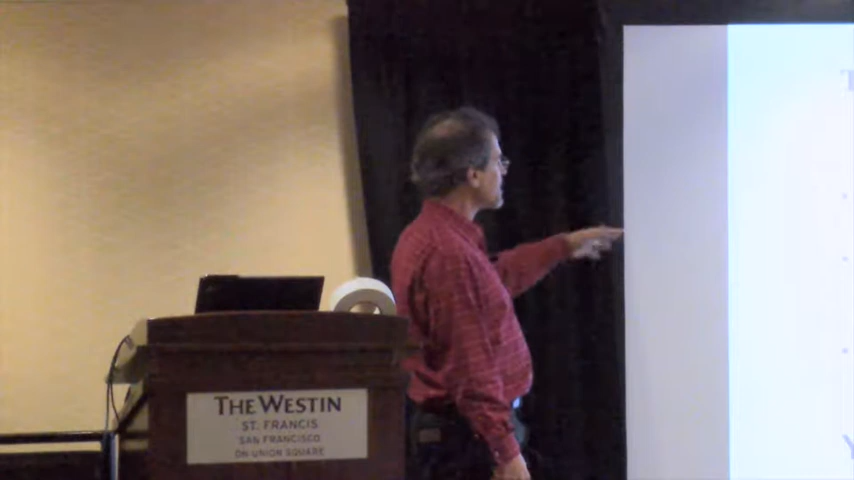 THE WESTIN
ST. FRANCIS
SAN FRANCISCO
ON UNION SQUARE
T
Y